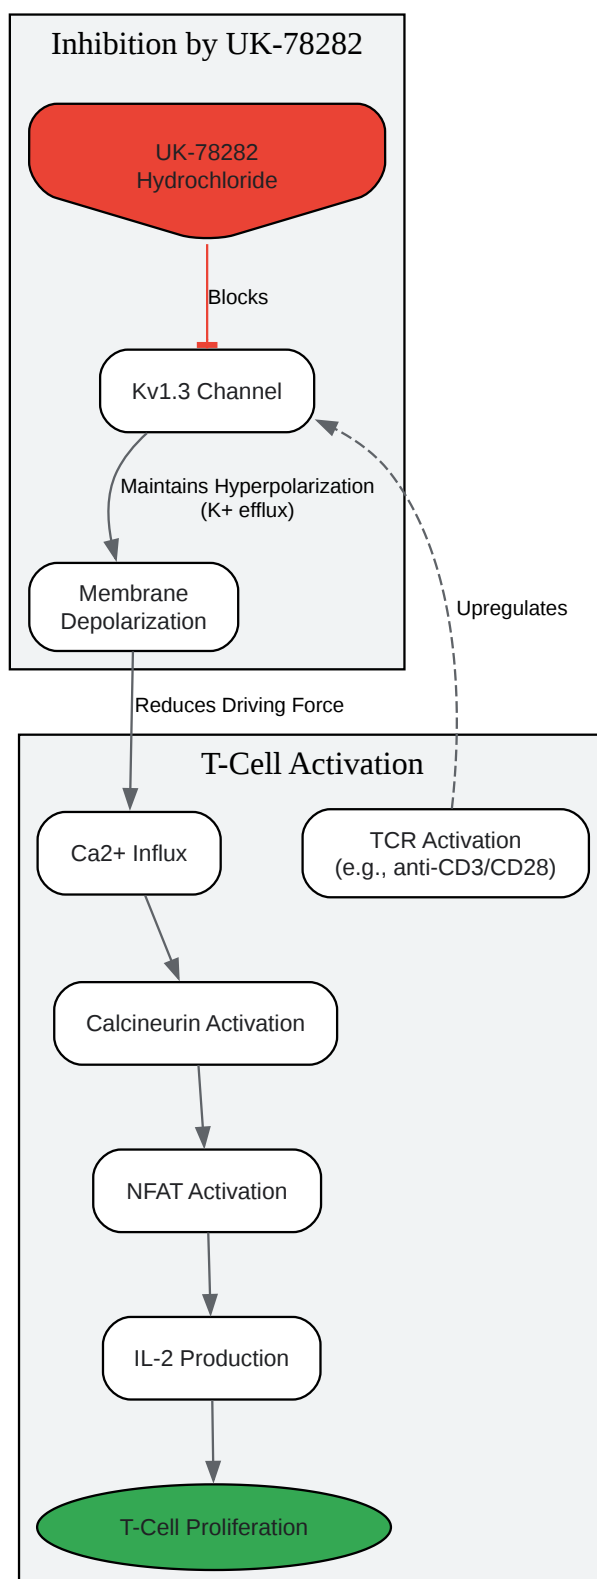 Inhibition by UK-78282
UK-78282
Hydrochloride
Blocks
Kv1.3 Channel
Maintains Hyperpolarization
(K+ efflux)
Membrane
Depolarization
Upregulates
Reduces Driving Force
T-Cell Activation
Ca2+ Influx
TCR Activation
(e.g., anti-CD3/CD28)
Calcineurin Activation
NFAT Activation
IL-2 Production
T-Cell Proliferation